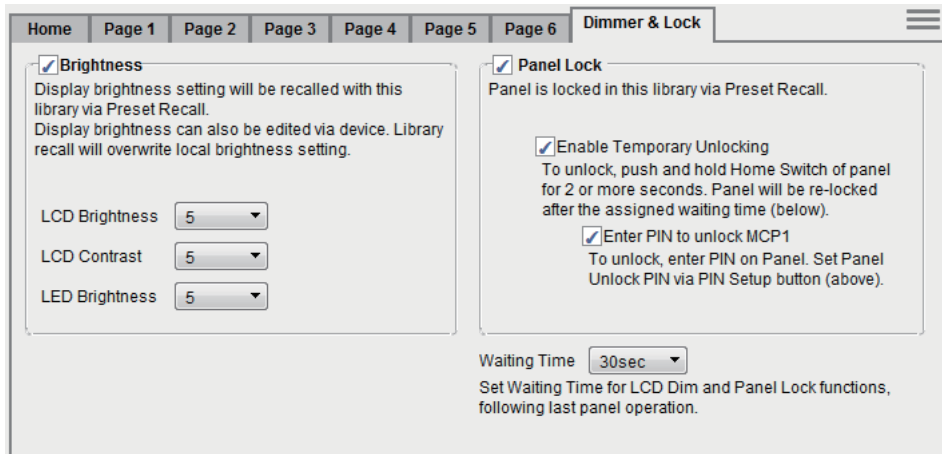 Home Page 1 Page 2 Page 3 Page 4 Page 5 Page 6 Dimmer & Lock
Brightness
Display brightness setting will be recalled with this
library via Preset Recall.
Display brightness can also be edited via device. Library
recall will overwrite local brightness setting.
LCD Brightness 5
LCD Contrast 5
LED Brightness 5
Panel Lock
Panel is locked in this library via Preset Recall.
Enable Temporary Unlocking
To unlock, push and hold Home Switch of panel
for 2 or more seconds. Panel will be re-locked
after the assigned waiting time (below).
Enter PIN to unlock MCP1
To unlock, enter PIN on Panel. Set Panel
Unlock PIN via PIN Setup button (above).
Waiting Time 30sec
Set Waiting Time for LCD Dim and Panel Lock functions,
following last panel operation.